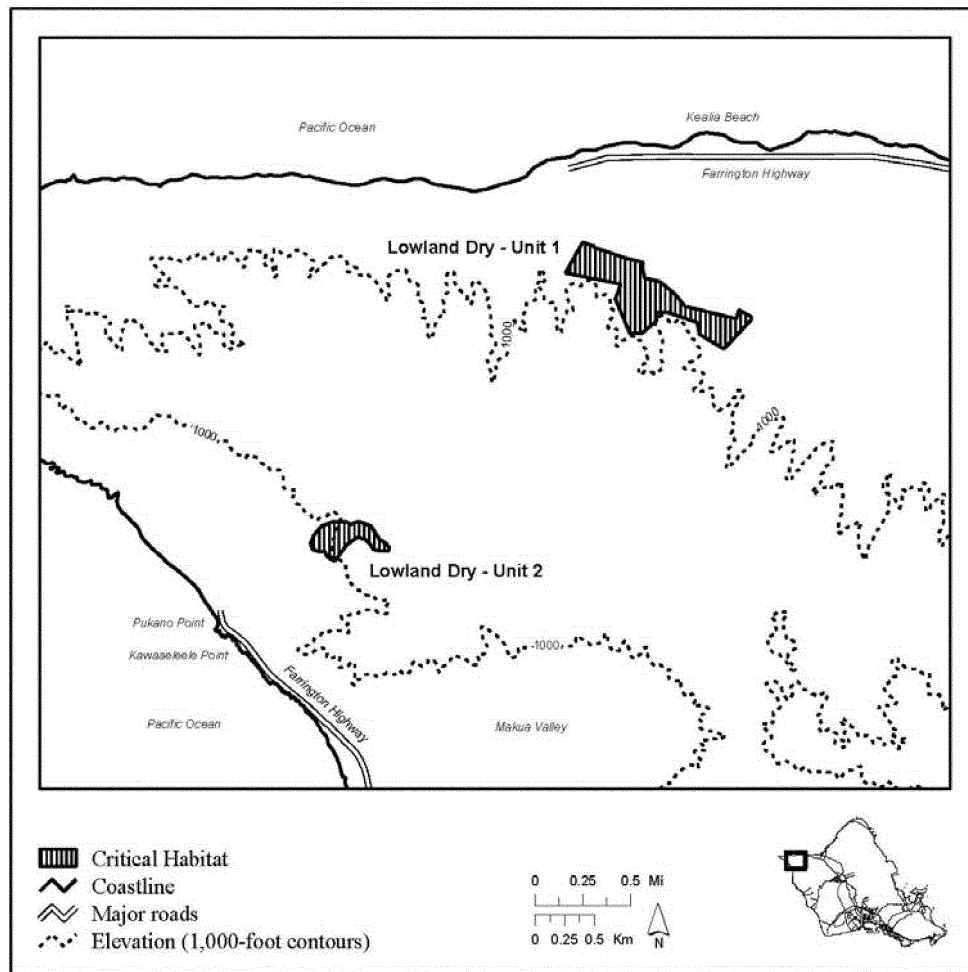 Pacific Ocean
Kealia Beach
Farrington Highway
Lowland Dry - Unit 1
1000
1000
1000
Lowland Dry - Unit 2
Pukano Point
Kawaaeleele Point
Farrington Highway
1000
Pacific Ocean
Makua Valley
Critical Habitat
Coastline
Major roads
Elevation (1,000-foot contours)
0 0.25 0.5 Mi
0 0.25 0.5 Km
N